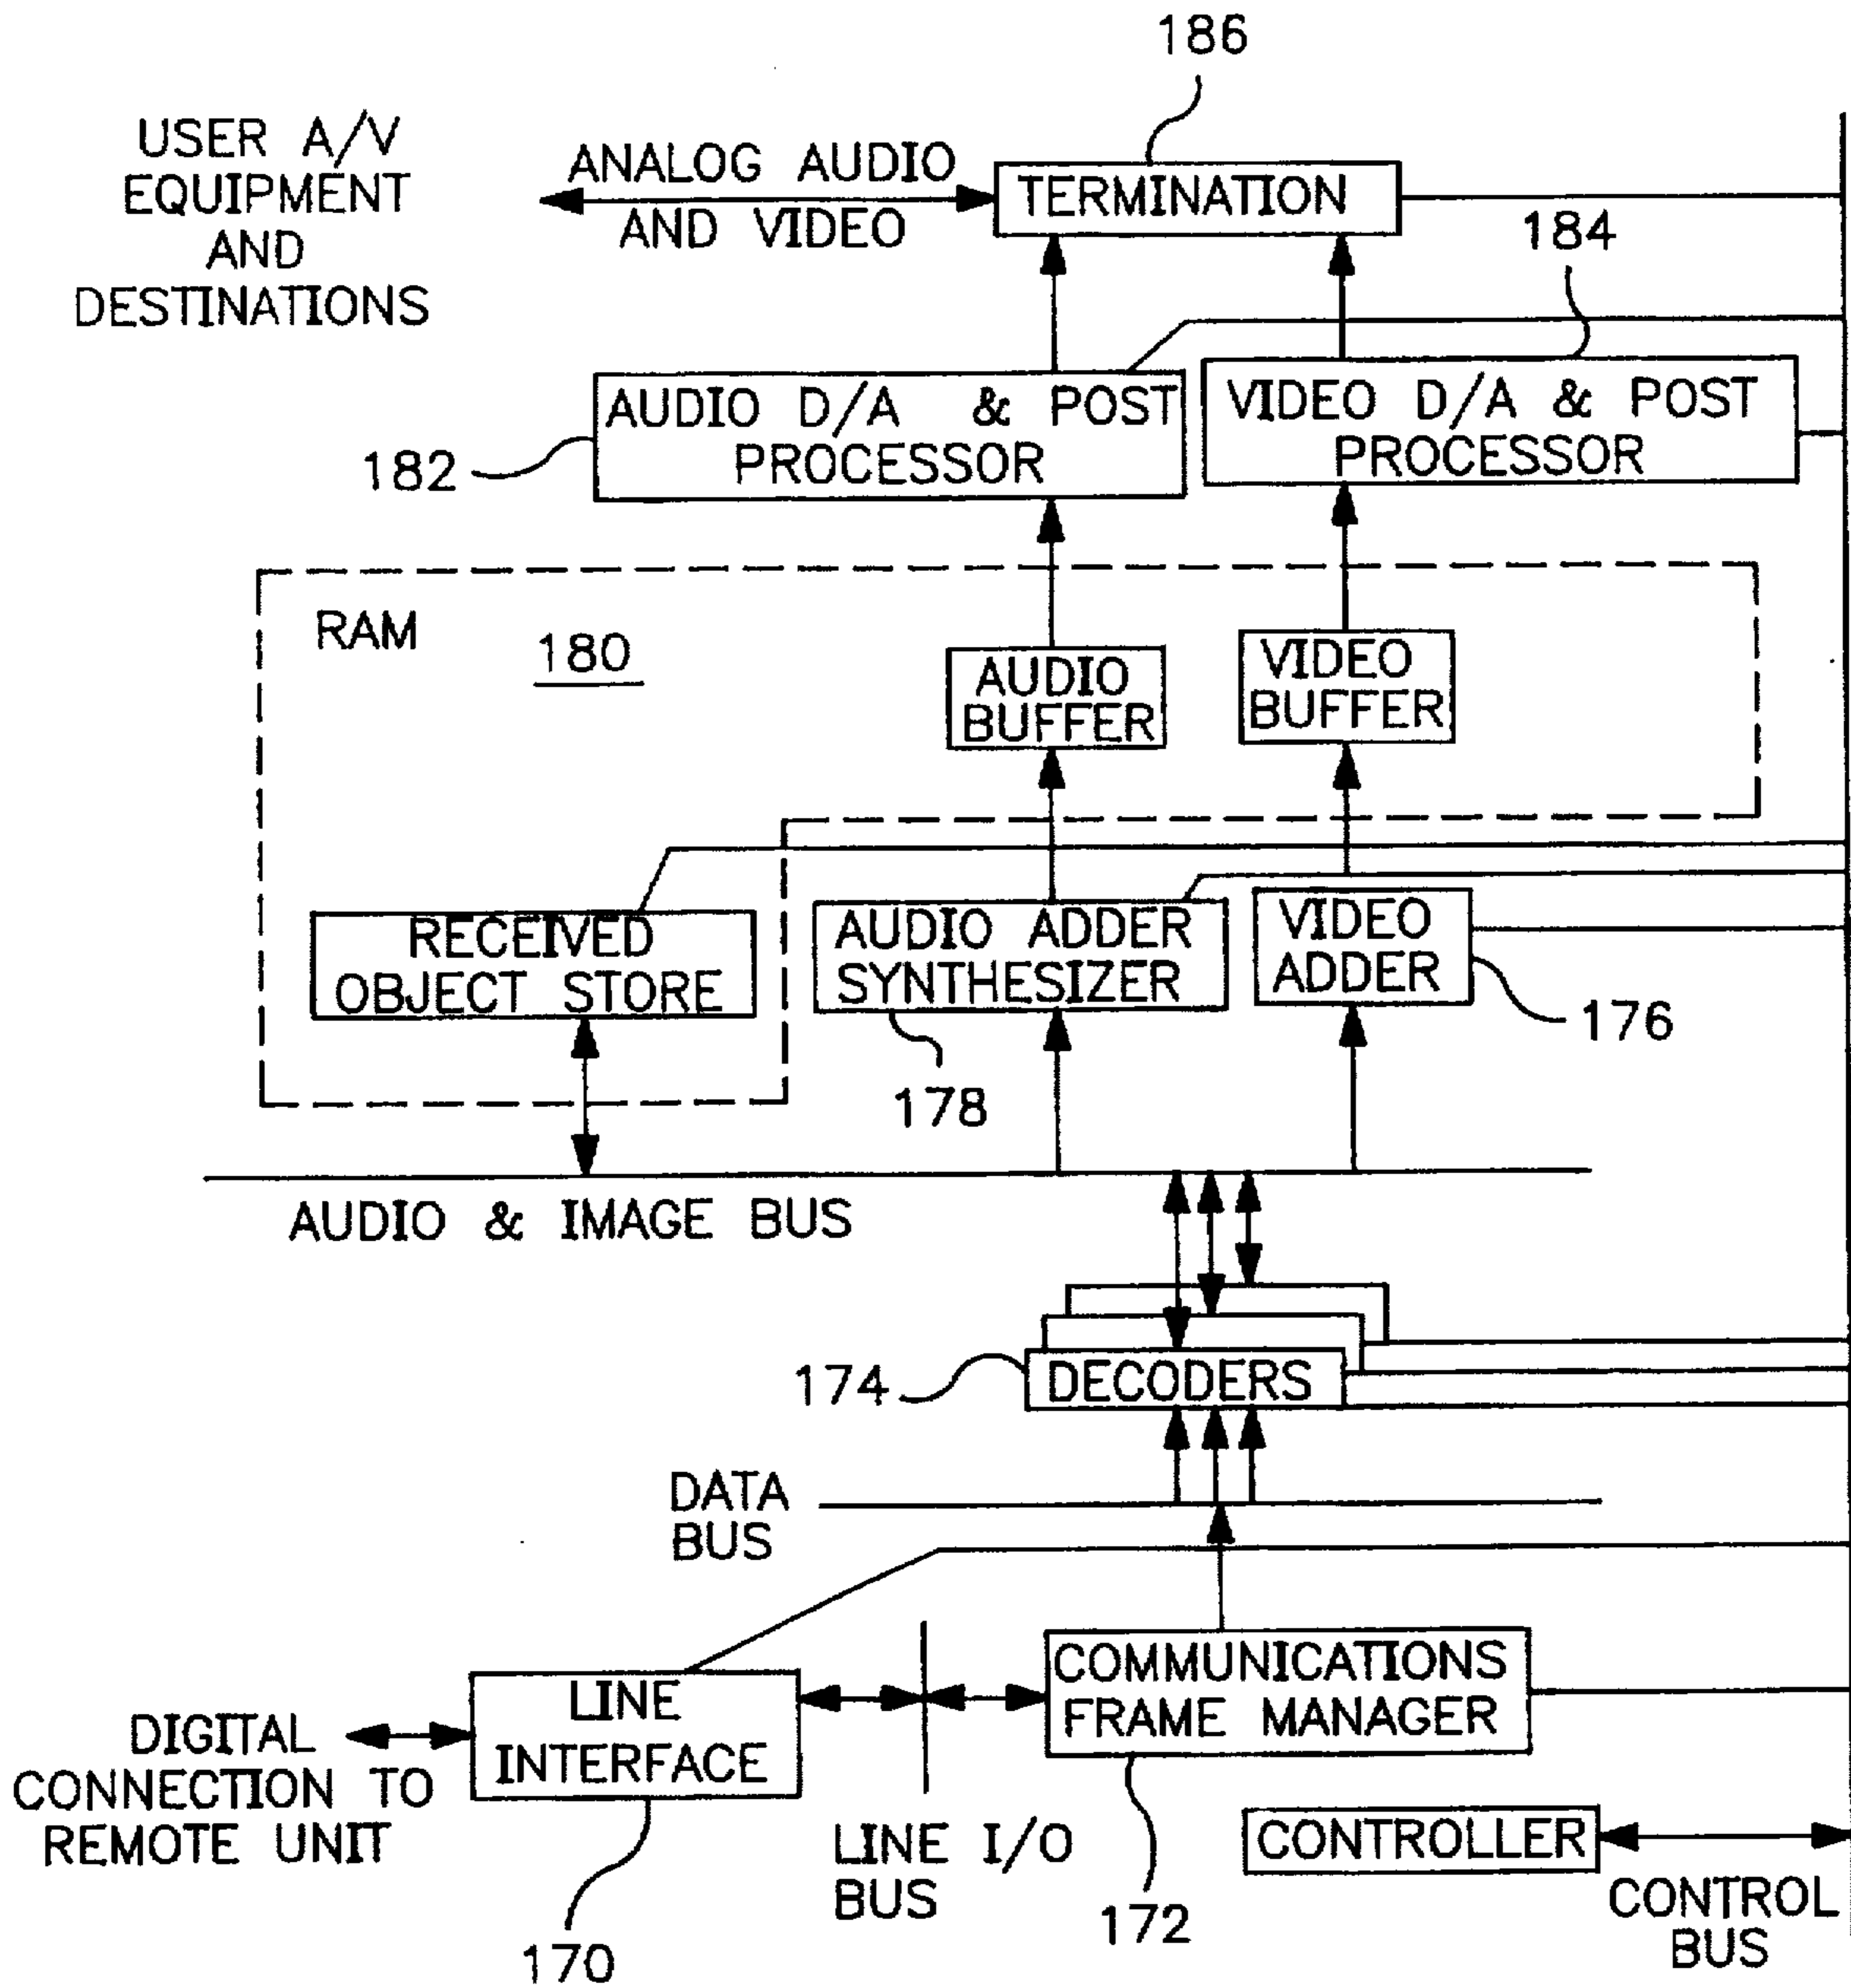 186
USER A/V
EQUIPMENT
AND
DESTINATIONS
ANALOG AUDIO
AND VIDEO
TERMINATION
184
AUDIO D/A & POST
PROCESSOR
VIDEO D/A & POST
PROCESSOR
182
RAM
180
AUDIO
BUFFER
VIDEO
BUFFER
RECEIVED
OBJECT STORE
AUDIO ADDER
SYNTHESIZER
VIDEO
ADDER
176
178
AUDIO & IMAGE BUS
174
DECODERS
DATA
BUS
LINE
INTERFACE
COMMUNICATIONS
FRAME MANAGER
DIGITAL
CONNECTION TO
REMOTE UNIT
LINE I/O
BUS
CONTROLLER
CONTROL
BUS
170
172